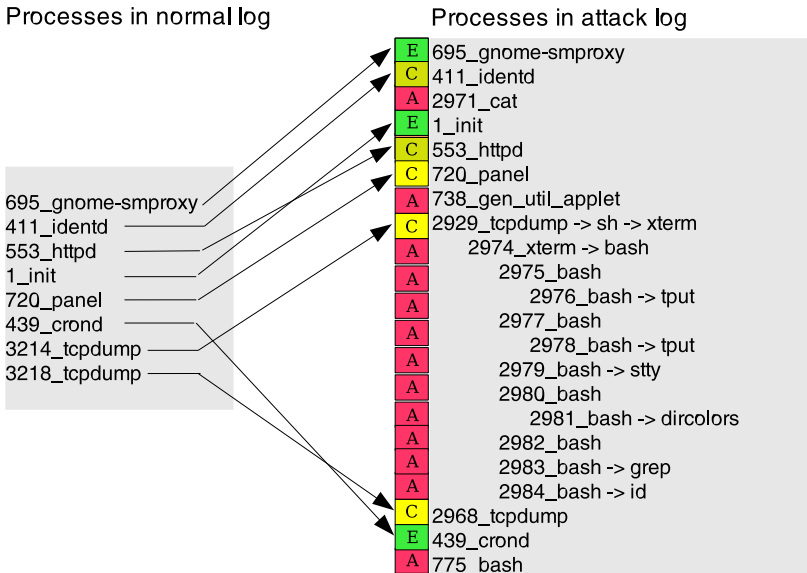 Processes in normal log
695_gnome-smproxy
411_identd
553_httpd
1_init
720_panel
439_crond
3214_tcpdump
3218_tcpdump
Processes in attack log
E 695_gnome-smproxy
C 411_identd
A 2971_cat
E 1_init
C 553_httpd
C 720_panel
A 738_gen_util_applet
C 2929_tcpdump -> sh -> xterm
A 2974_xterm -> bash
A 2975_bash
A 2976_bash -> tput
A 2977_bash
A 2978_bash -> tput
A 2979_bash -> stty
A 2980_bash
A 2981_bash -> dircolors
A 2982_bash
A 2983_bash -> grep
A 2984_bash -> id
C 2968_tcpdump
E 439_crond
A 775_bash